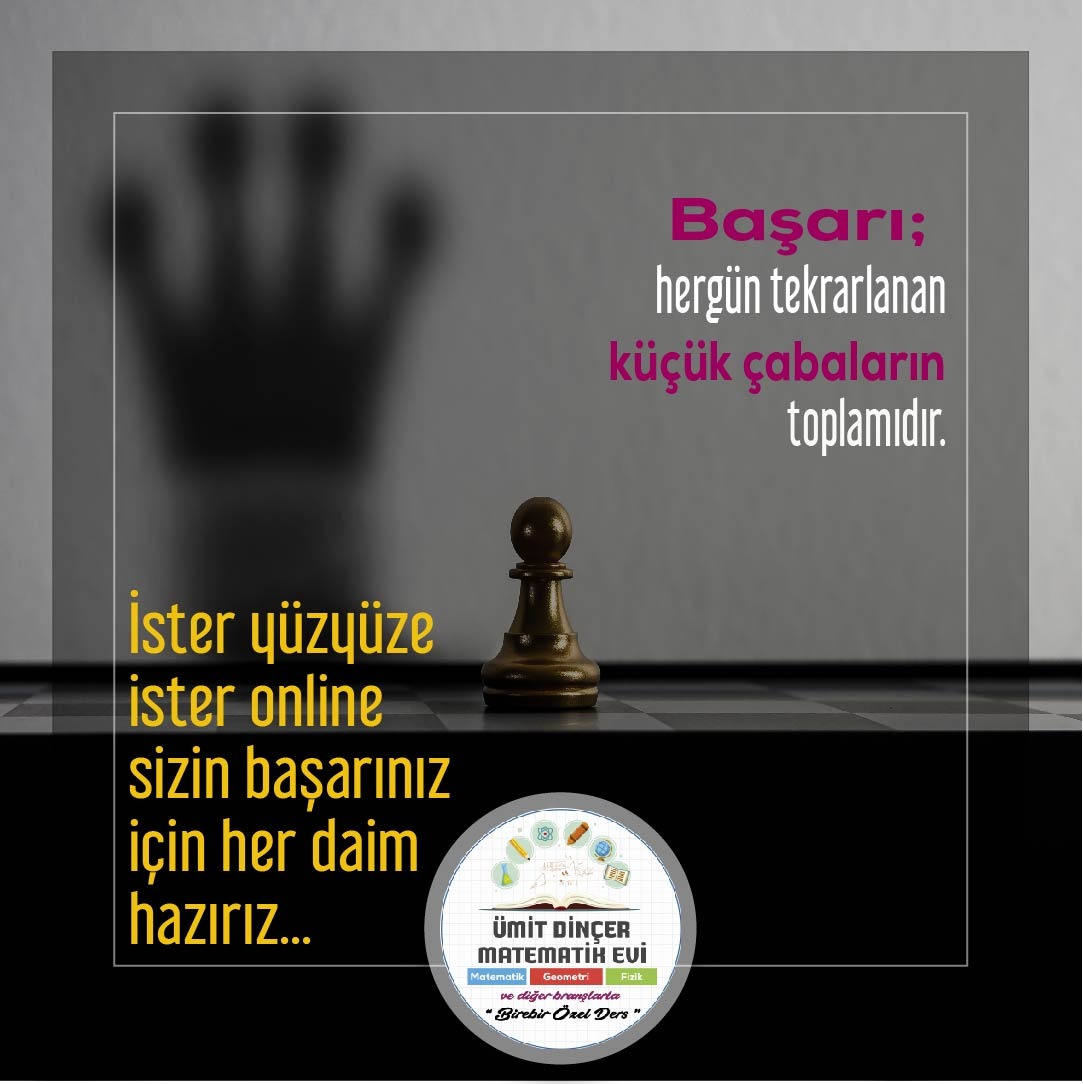 Başarı;
hergün tekrarlanan
küçük çabaların
toplamıdır.
İster yüzyüze
ister online
sizin başarınız
için her daim
hazırız...
ÜMİT DİNÇER
MATEMATİK EVİ
Matematik Geometri Fizik
ve diğer branşlarla
“ Birebir Özel Ders ”